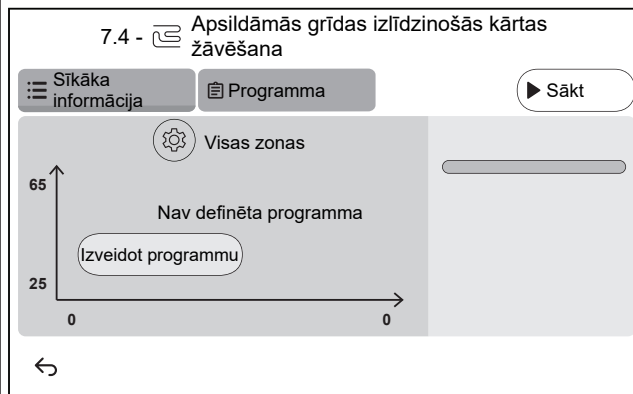 7.4 - Apsildāmās grīdas izlīdzinošās kārtas
žāvēšana
Sīkāka
informācija
Programma
Sākt
Visas zonas
65
Nav definēta programma
Izveidot programmu
25
0 0